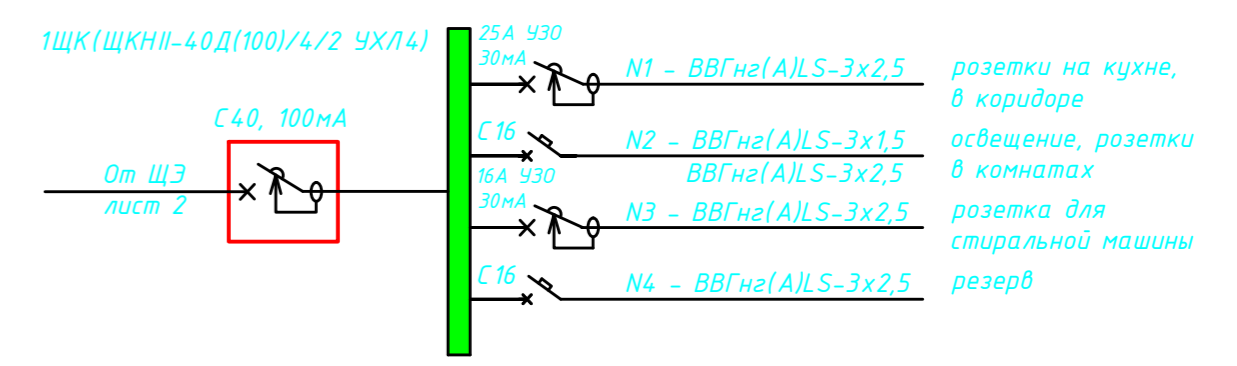 1ЩК(ЩКНII-40Д(100)/4/2 УХЛ4)
С40, 100мА
От ЩЭ
лист 2
25А УЗО
30мА
N1 - ВВГнг(А)LS-3х2,5
розетки на кухне,
в коридоре
С16
N2 - ВВГнг(А)LS-3х1,5
ВВГнг(А)LS-3х2,5
освещение, розетки
в комнатах
16А УЗО
30мА
N3 - ВВГнг(А)LS-3х2,5
розетка для
стиральной машины
С16
N4 - ВВГнг(А)LS-3х2,5
резерв